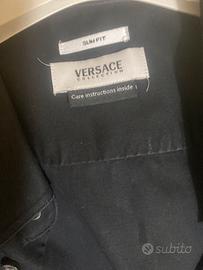 SLIM FIT
VERSACE
COLLECTION
Care instructions inside
subito